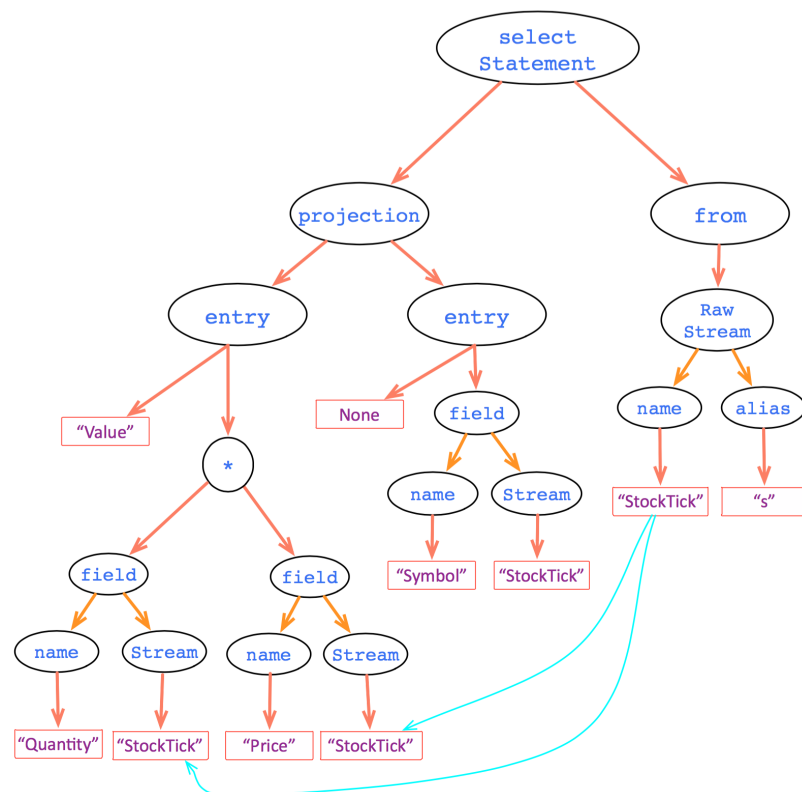 select
Statement
projection
from
entry
entry
Raw
Stream
“Value”
None
field
name
alias
*
name
Stream
“StockTick”
“s”
field
field
“Symbol”
“StockTick”
name
Stream
name
Stream
“Quantity”
“StockTick”
“Price”
“StockTick”